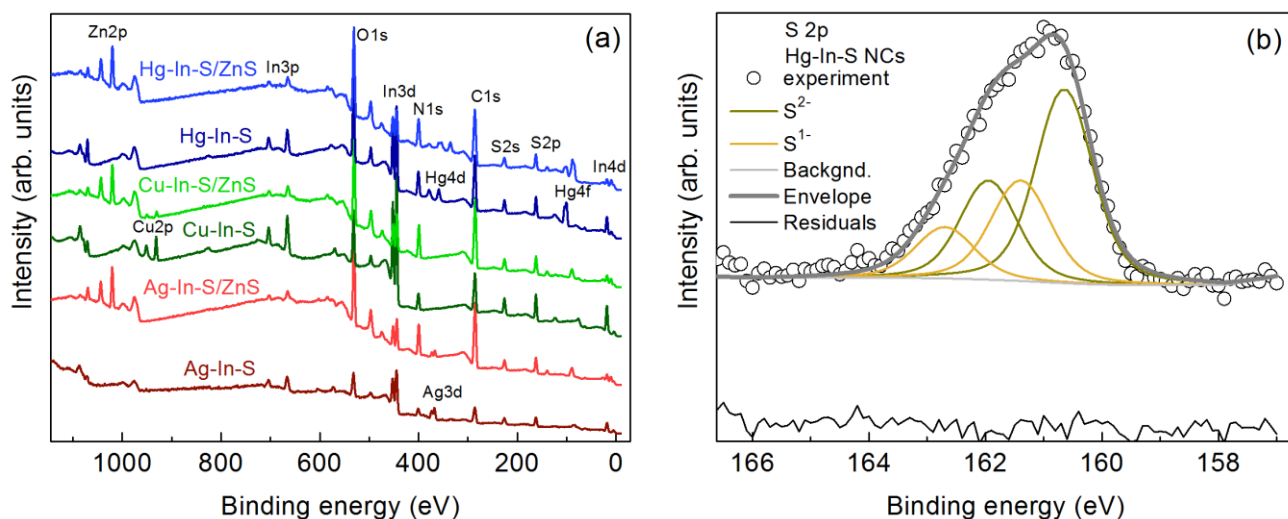 (a)
Zn2p
O1s
Hg-In-S/ZnS
In3p
In3d
N1s
C1s
Hg-In-S
S2s
S2p
In4d
Hg4d
Hg4f
Cu-In-S/ZnS
Cu2p
Cu-In-S
Ag-In-S/ZnS
Ag-In-S
Ag3d
Intensity (arb. units)
1000 800 600 400 200 0
Binding energy (eV)
(b)
S 2p
Hg-In-S NCs
experiment
S²⁻
S¹⁻
Backgnd.
Envelope
Residuals
Intensity (arb. units)
166 164 162 160 158
Binding energy (eV)